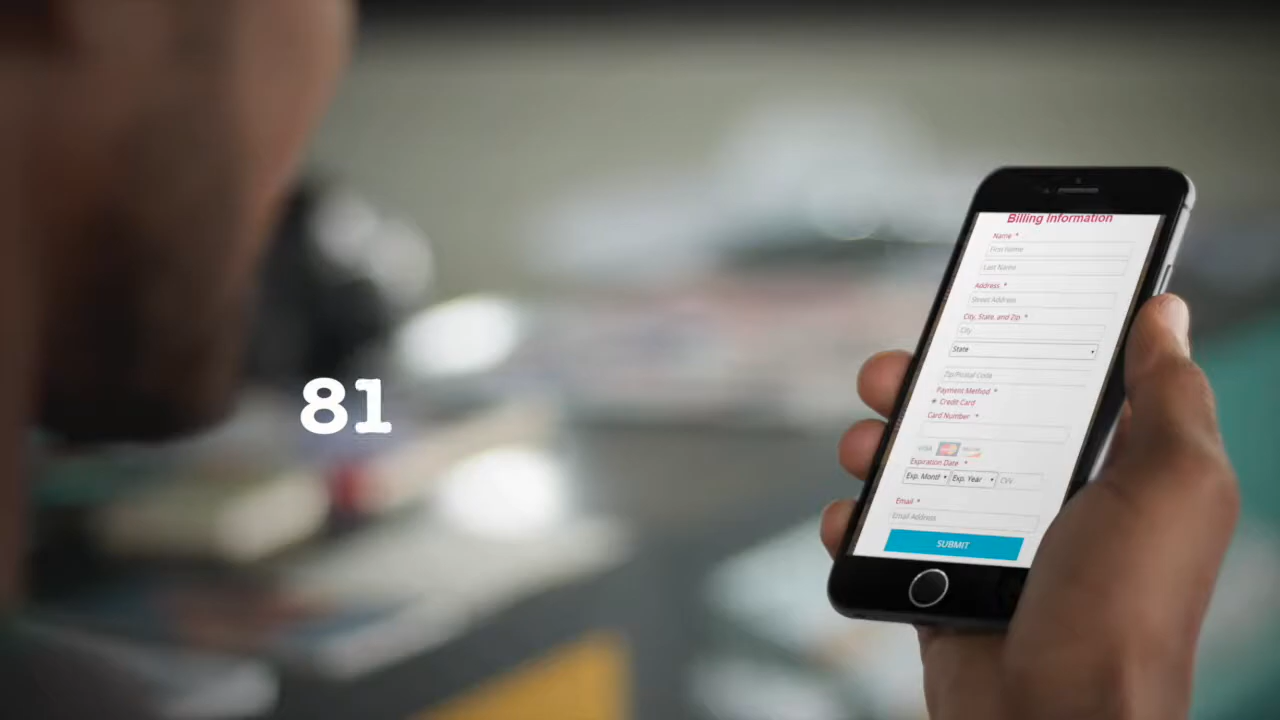 81
Billing Information
Name *
First Name
Last Name
Address *
Street Address
City, State, and Zip *
City
State
Zip/Postal Code
Payment Method *
Credit Card
Card Number *
VISA
Expiration Date *
Exp. Month Exp. Year CVV
Email *
Email Address
SUBMIT